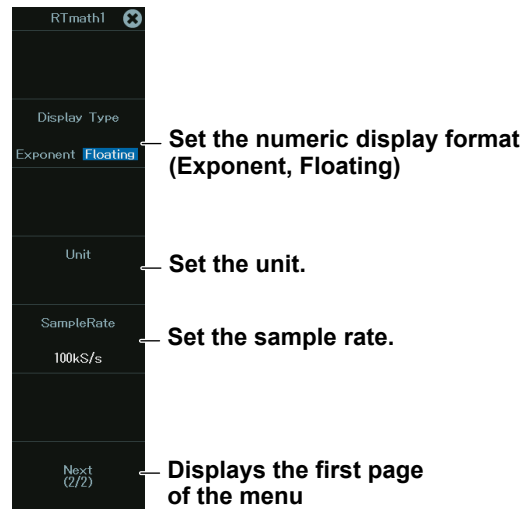 RTmath1
Display Type
Exponent Floating
Set the numeric display format
(Exponent, Floating)
Unit
Set the unit.
SampleRate
100kS/s
Set the sample rate.
Next
(2/2)
Displays the first page
of the menu